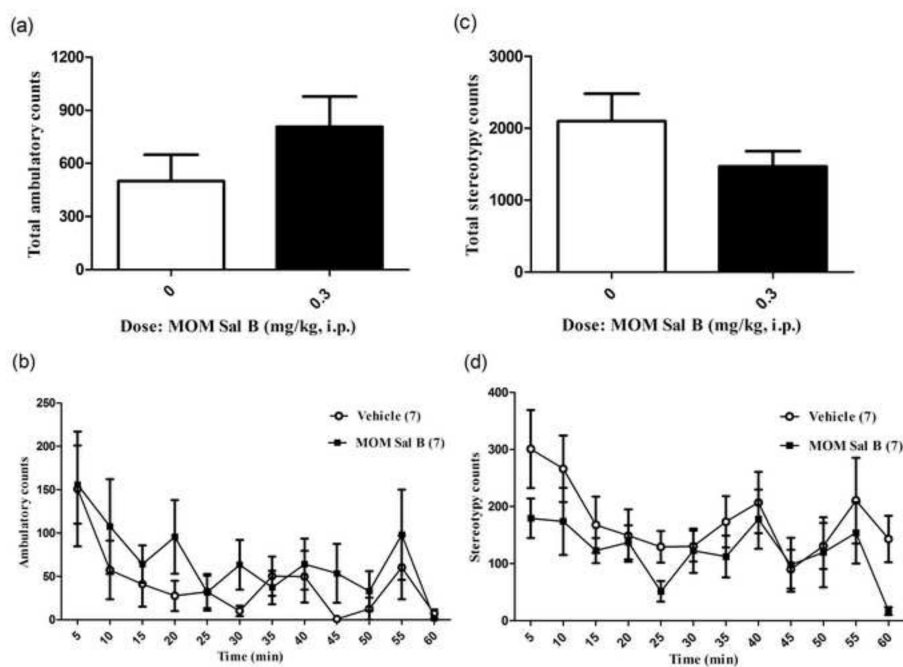 (a)
Total ambulatory counts
1200
900
600
300
0
0
0.3
Dose: MOM Sal B (mg/kg, i.p.)
(c)
Total stereotypy counts
3000
2000
1000
0
0
0.3
Dose: MOM Sal B (mg/kg, i.p.)
(b)
Ambulatory counts
250
200
150
100
50
0
Vehicle (7)
MOM Sal B (7)
5 10 15 20 25 30 35 40 45 50 55 60
Time (min)
(d)
Stereotypy counts
400
300
200
100
0
Vehicle (7)
MOM Sal B (7)
5 10 15 20 25 30 35 40 45 50 55 60
Time (min)